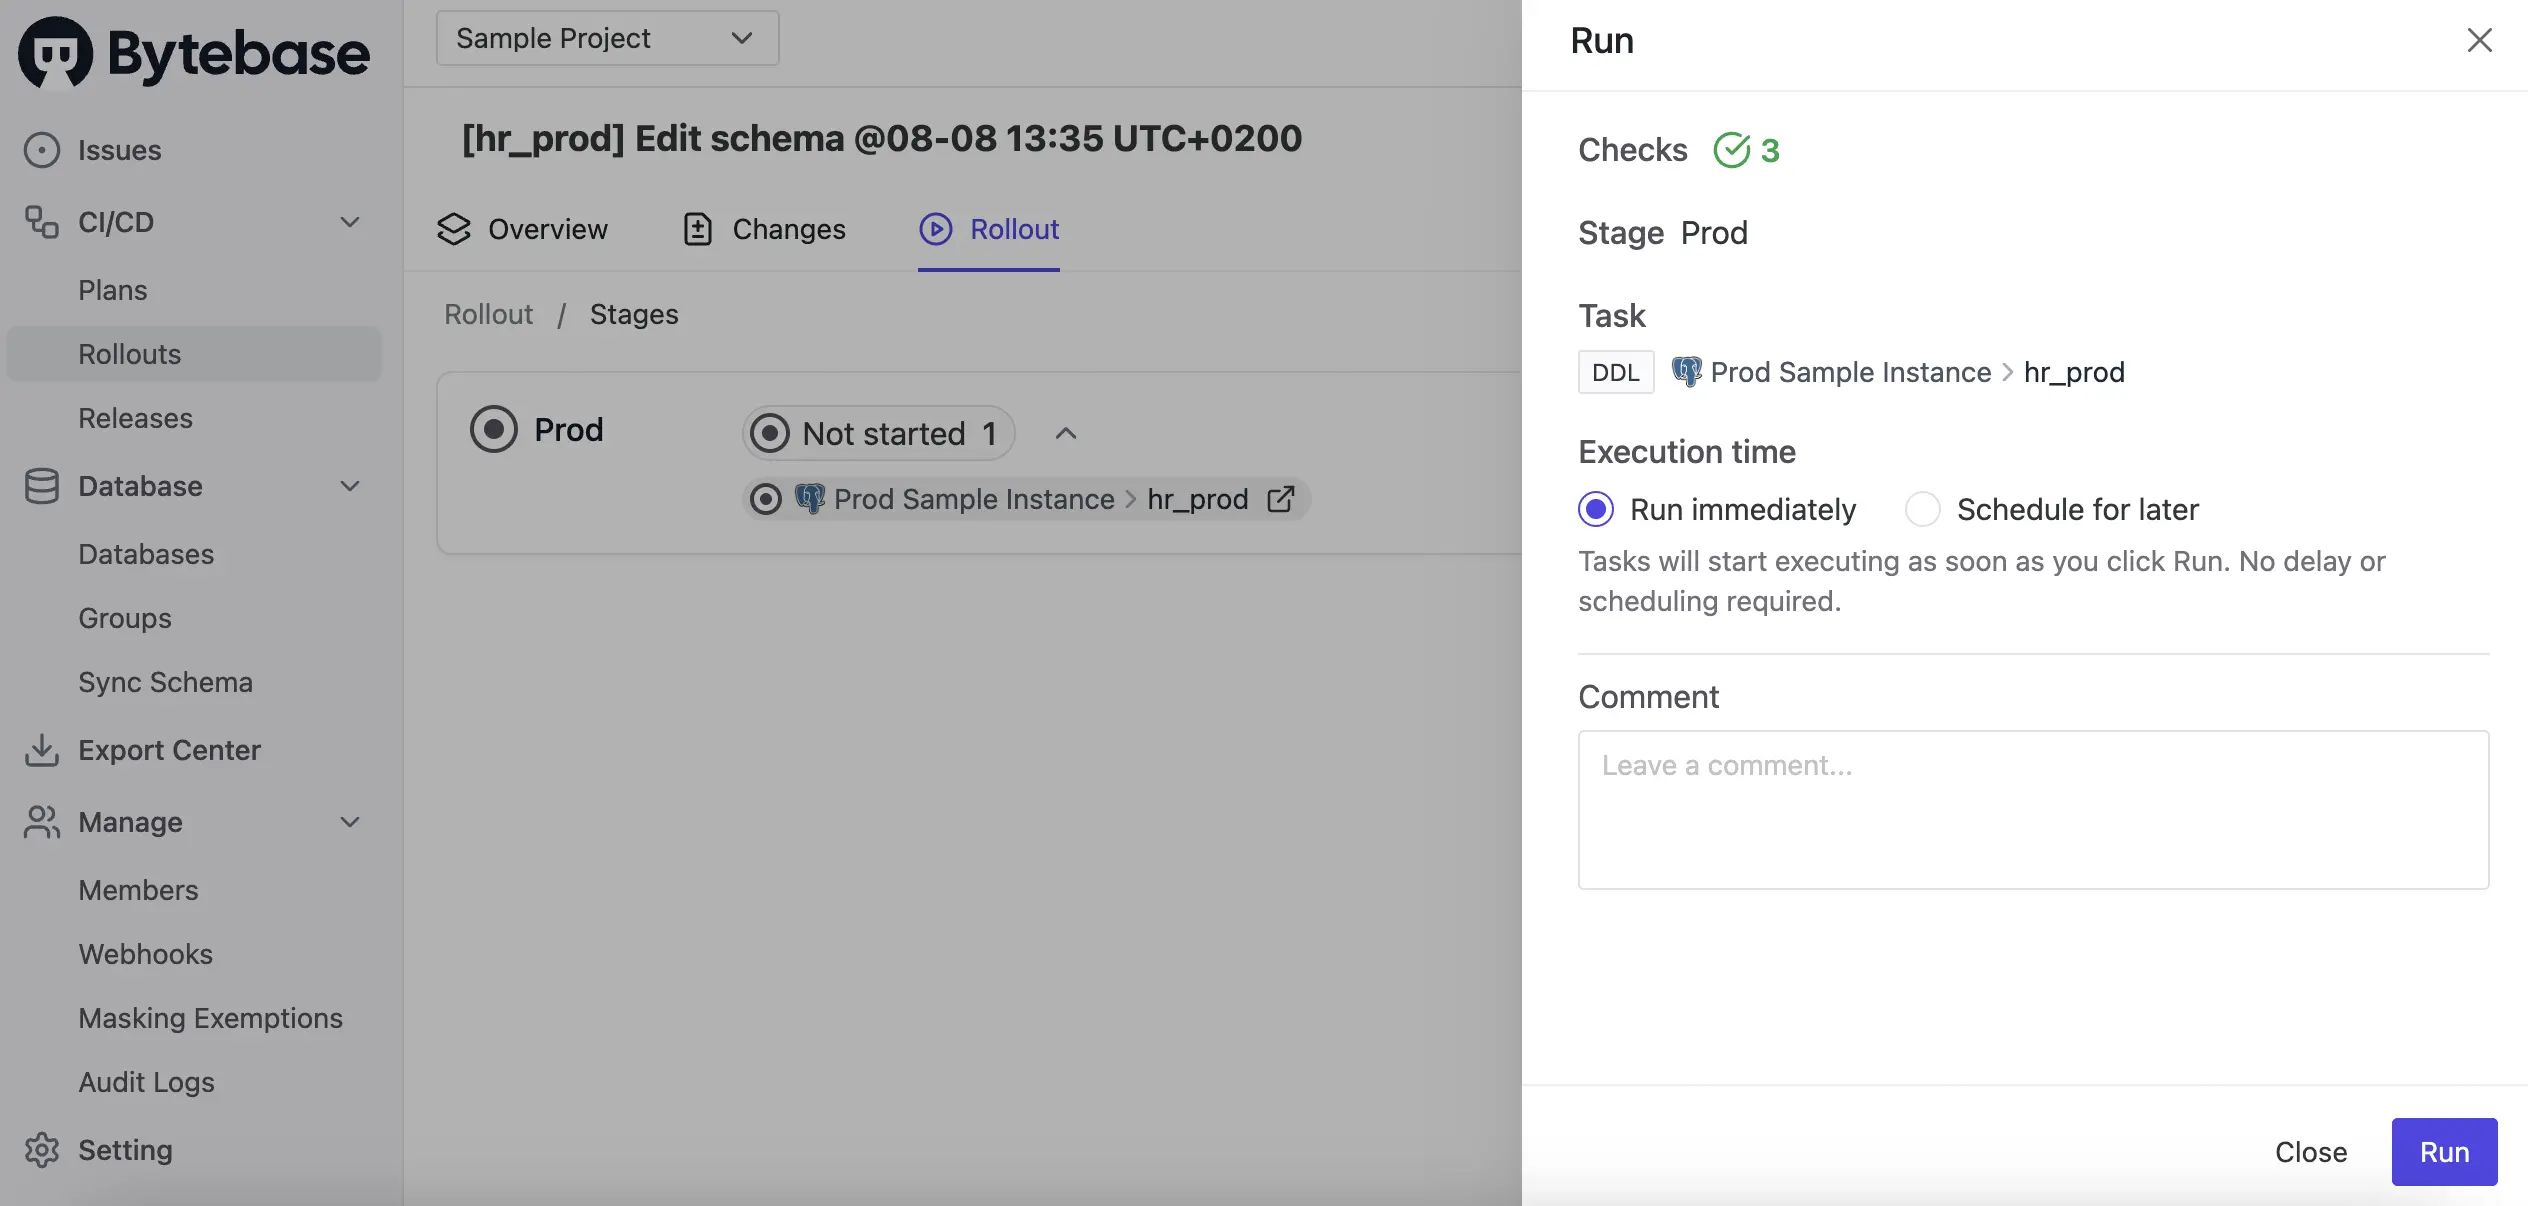 Bytebase
Issues
CI/CD
Plans
Rollouts
Releases
Database
Databases
Groups
Sync Schema
Export Center
Manage
Members
Webhooks
Masking Exemptions
Audit Logs
Setting
Sample Project
[hr_prod] Edit schema @08-08 13:35 UTC+0200
Overview
Changes
Rollout
Rollout / Stages
Prod
Not started 1
Prod Sample Instance > hr_prod
Run
Checks 3
Stage Prod
Task
DDL Prod Sample Instance > hr_prod
Execution time
Run immediately
Schedule for later
Tasks will start executing as soon as you click Run. No delay or
scheduling required.
Comment
Leave a comment...
Close
Run